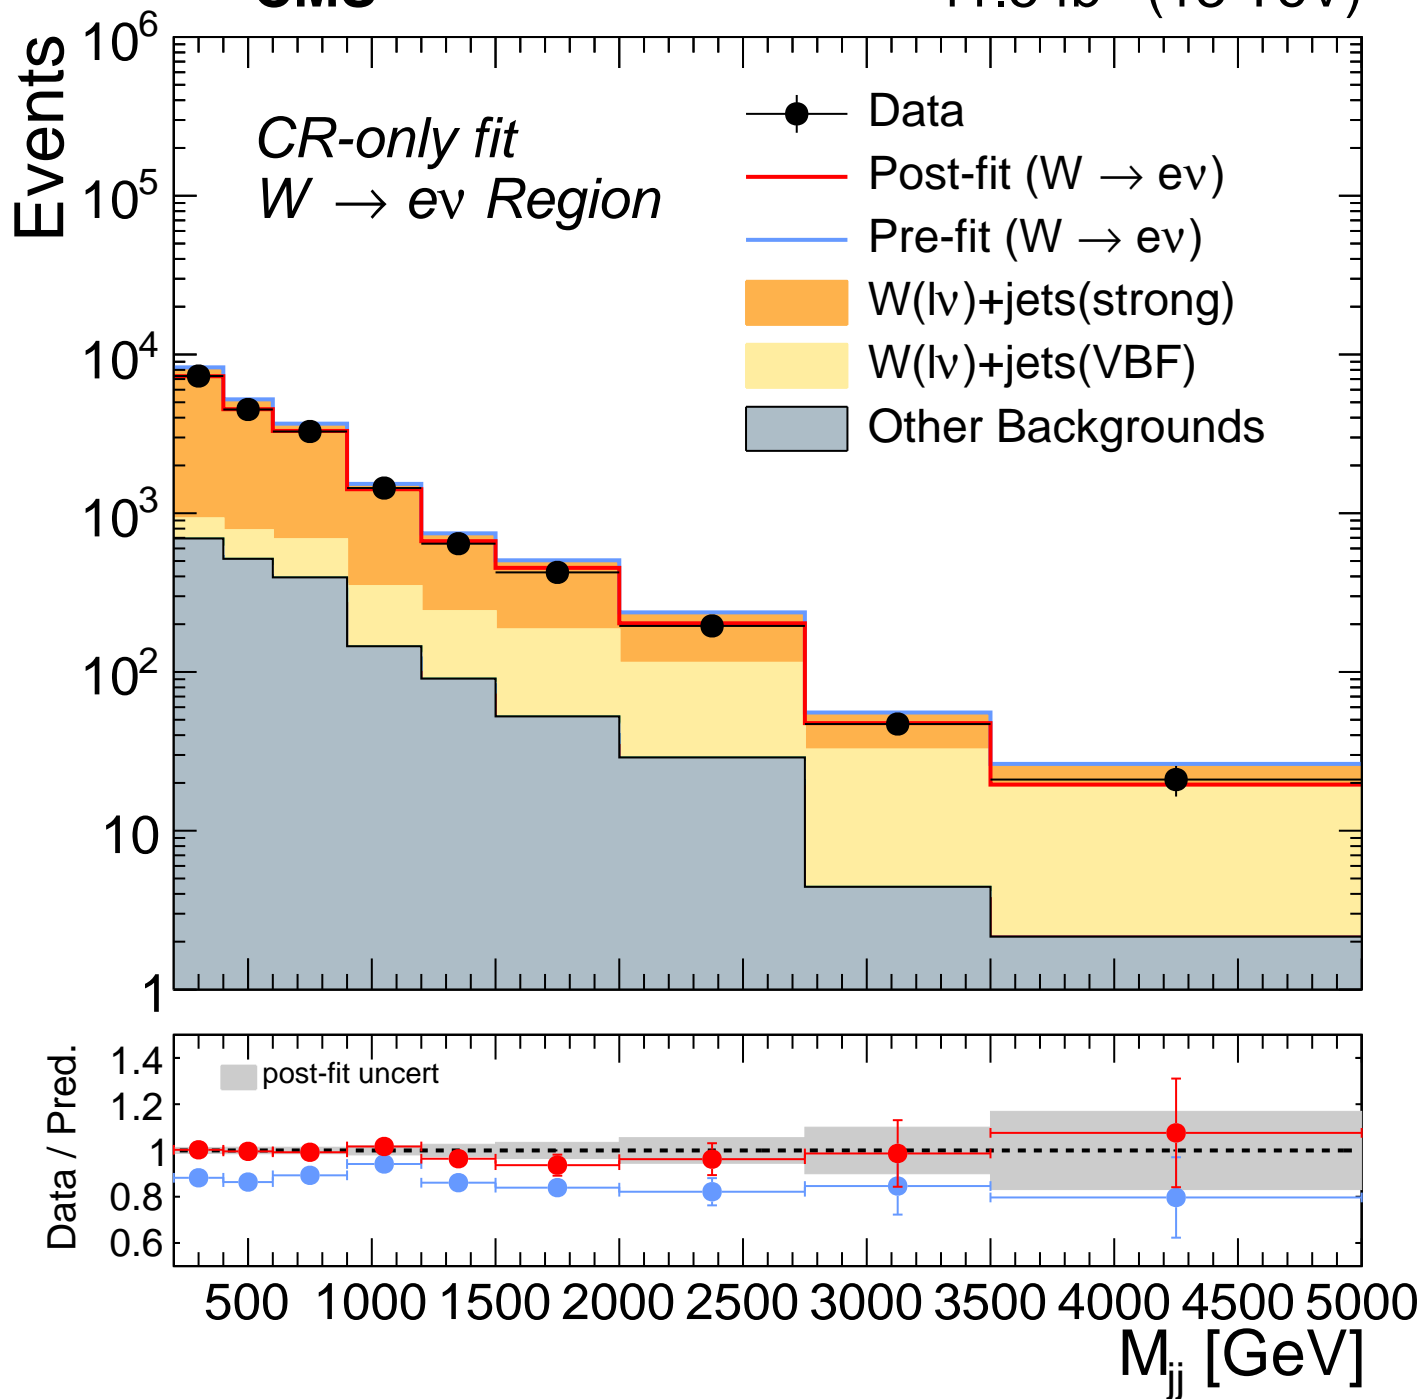 Events
10^6
10^5
10^4
10^3
10^2
10
1
CR-only fit
W → eν Region
Data
Post-fit (W → eν)
Pre-fit (W → eν)
W(lν)+jets(strong)
W(lν)+jets(VBF)
Other Backgrounds
Data / Pred.
1.4
1.2
1
0.8
0.6
post-fit uncert
500 1000 1500 2000 2500 3000 3500 4000 4500 5000
M_jj [GeV]